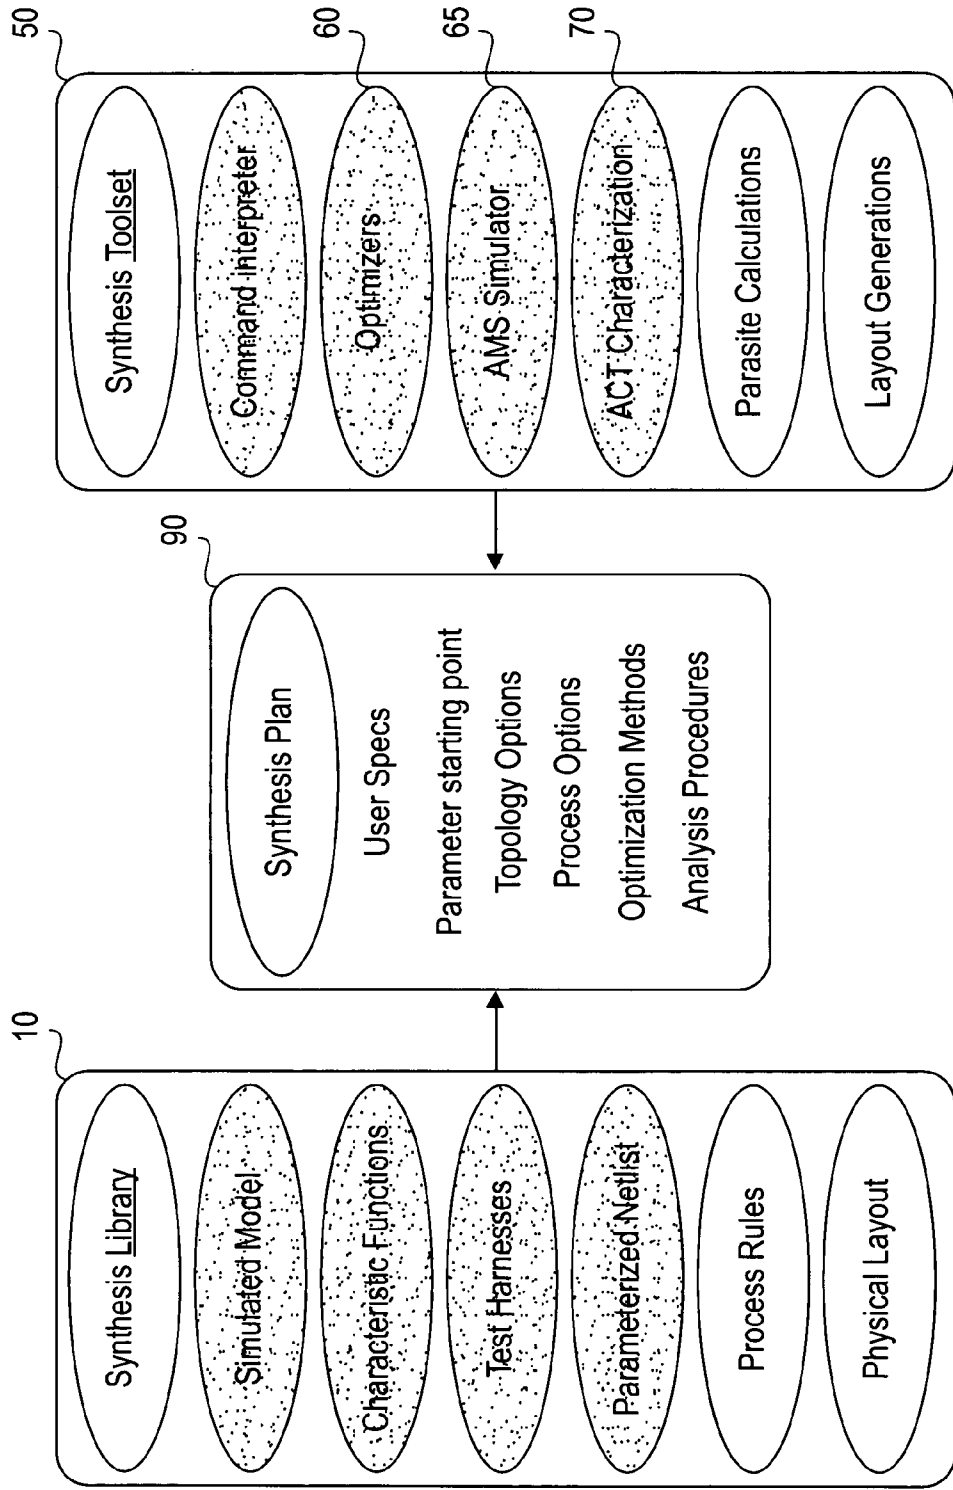 10
Synthesis Library
Simulated Model
Characteristic Functions
Test Harnesses
Parameterized Netlist
Process Rules
Physical Layout
90
Synthesis Plan
User Specs
Parameter starting point
Topology Options
Process Options
Optimization Methods
Analysis Procedures
50
Synthesis Toolset
Command Interpreter
60
Optimizers
65
AMS Simulator
70
ACT Characterization
Parasite Calculations
Layout Generations